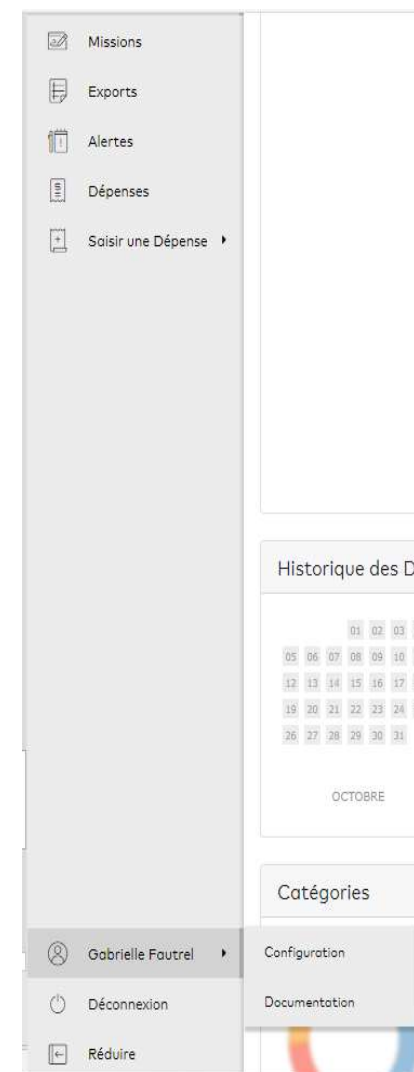 Missions
Exports
Alertes
Dépenses
Saisir une Dépense
Historique des D
01 02 03
05 06 07 08 09 10
12 13 14 15 16 17
19 20 21 22 23 24
26 27 28 29 30 31
OCTOBRE
Catégories
Gabrielle Fautrel
Configuration
Déconnexion
Documentation
Réduire